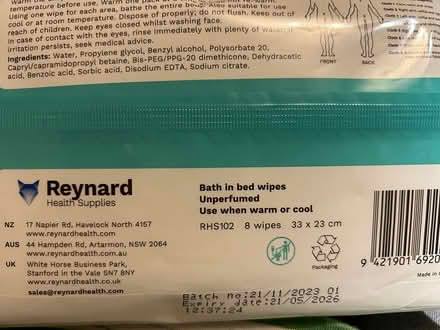 temperature before use. Warm one pack at
using one wipe for each area, bathe the entire body. Also suitable for use
cool or at room temperature. Dispose of properly; do not flush. Keep out of
reach of children. Keep eyes closed whilst washing face.
In case of contact with the eyes, rinse immediately with plenty of water. If
irritation persists, seek medical advice.
Ingredients: Water, Propylene glycol, Benzyl alcohol, Polysorbate 20,
Capryl/capramidopropyl betaine, Bis-PEG/PPG-20 dimethicone, Dehydracetic
acid, Benzoic acid, Sorbic acid, Disodium EDTA, Sodium citrate.
FRONT BACK
Reynard
Health Supplies
NZ 17 Napier Rd, Havelock North 4157
www.reynardhealth.com
AUS 44 Hampden Rd, Artarmon, NSW 2064
www.reynardhealth.com.au
UK White Horse Business Park,
Stanford in the Vale SN7 8NY
www.reynardhealth.co.uk
sales@reynardhealth.com
Bath in bed wipes
Unperfumed
Use when warm or cool
RHS102 8 wipes 33 x 23 cm
Packaging
9 421901 6920
Made in
Batch no:21/11/2023 01
Expiry date:21/05/2026
12:37:24